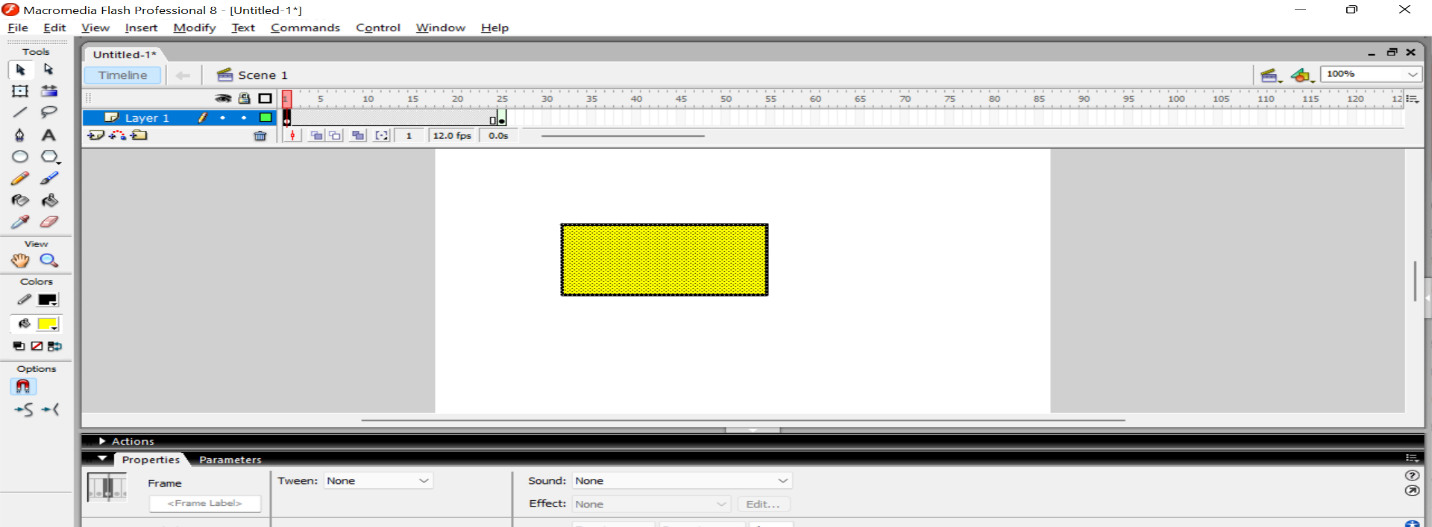 Macromedia Flash Professional 8 - [Untitled-1*]
File Edit View Insert Modify Text Commands Control Window Help
Tools
Untitled-1*
Timeline Scene 1 100%
1 5 10 15 20 25 30 35 40 45 50 55 60 65 70 75 80 85 90 95 100 105 110 115 120 12
Layer 1
1 12.0 fps 0.0s
A
View
Colors
Options
Actions
Properties Parameters
Frame
<Frame Label>
Tween: None
Sound: None
Effect: None Edit...